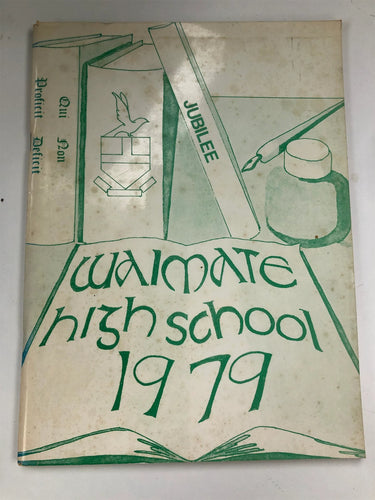 Qui Non
Proficit Deficit
JUBILEE
WAIMATE
high school
1979